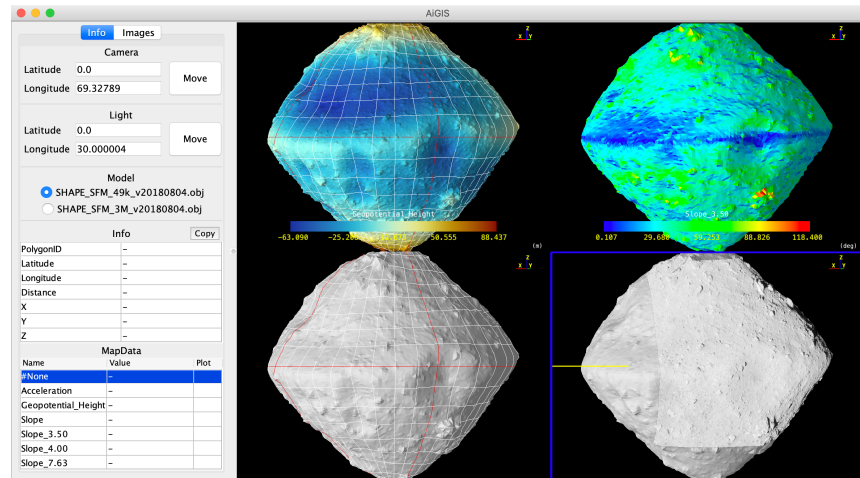 AiGIS
Info Images
Camera
Latitude 0.0
Longitude 69.32789
Move
Light
Latitude 0.0
Longitude 30.000004
Move
Model
SHAPE_SFM_49k_v20180804.obj
SHAPE_SFM_3M_v20180804.obj
Info Copy
PolygonID –
Latitude –
Longitude –
Distance –
X –
Y –
Z –
MapData
Name Value Plot
#None –
Acceleration –
Geopotential_Height –
Slope –
Slope_3.50 –
Slope_4.00 –
Slope_7.63 –
Z
X Y
Geopotential_Height
−63.090 50.555 88.437
(m)
Z
X Y
Slope_3.50
0.107 29.680 59.253 88.826 118.400
(deg)
Z
X Y
Z
X Y